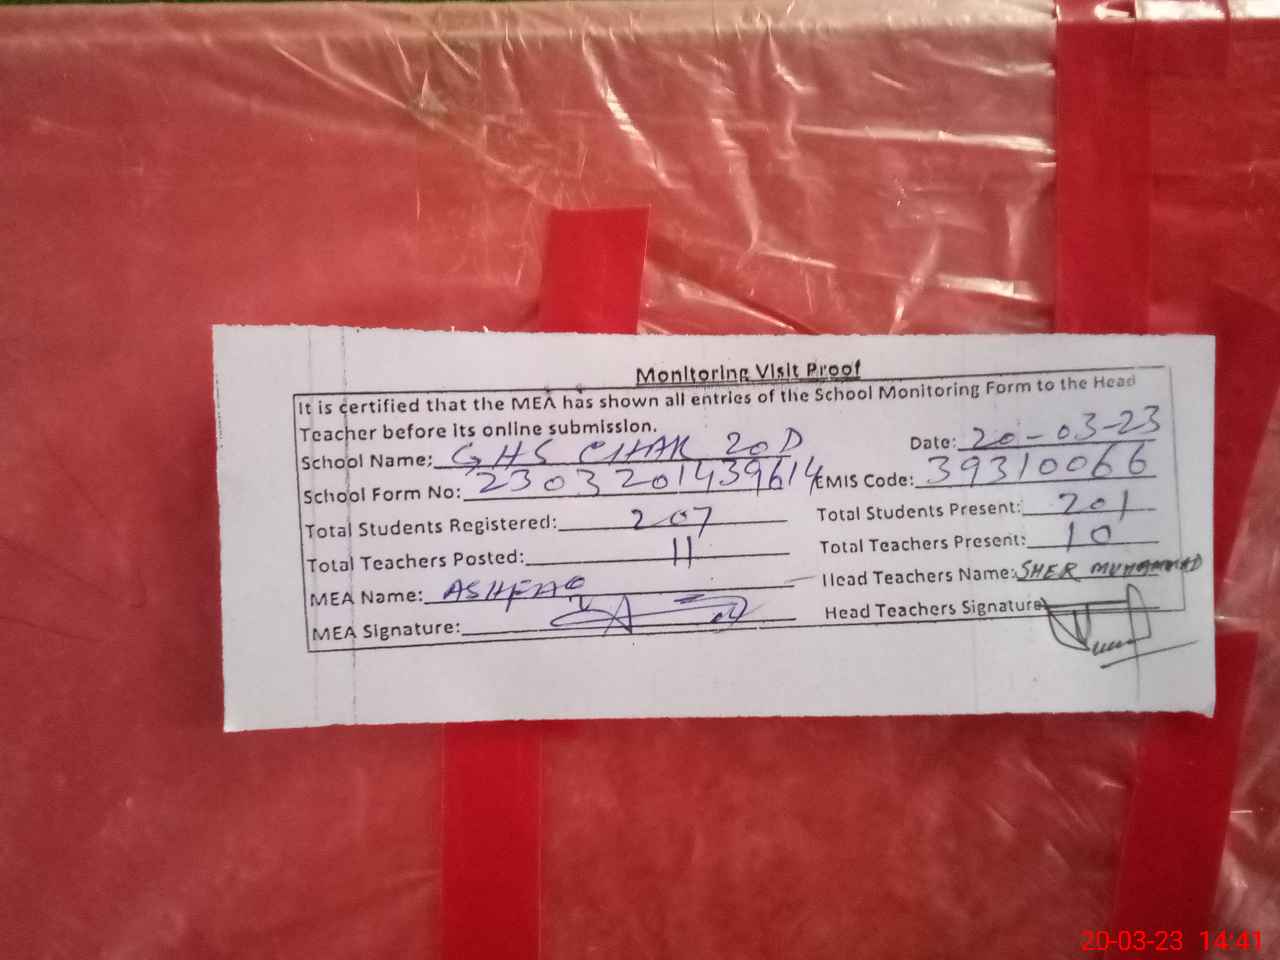 Monitoring Visit Proof
It is certified that the MEA has shown all entries of the School Monitoring Form to the Head
Teacher before its online submission.
School Name: GHS CHAK 20D Date: 20-03-23
School Form No: 2303201439614 EMIS Code: 39310066
Total Students Registered: 207 Total Students Present: 201
Total Teachers Posted: 11 Total Teachers Present: 10
MEA Name: ASHFAQ Head Teachers Name: SHER MUHAMMAD
MEA Signature: Head Teachers Signature
20-03-23 14:41